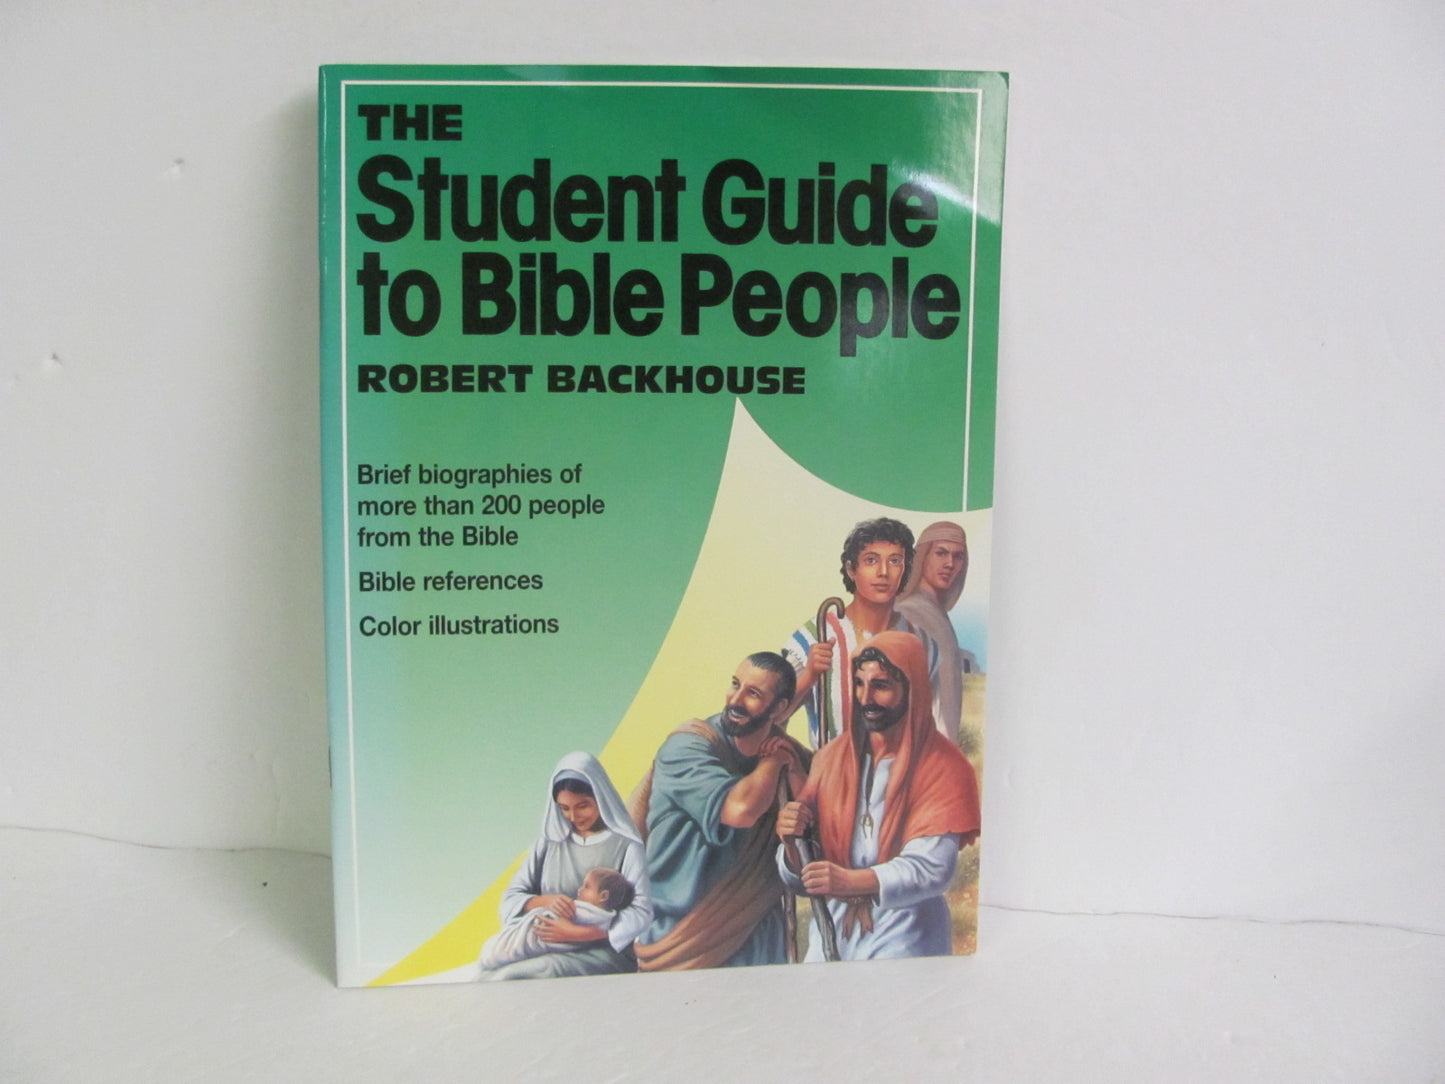 THE
Student Guide
to Bible People
ROBERT BACKHOUSE
Brief biographies of
more than 200 people
from the Bible
Bible references
Color illustrations